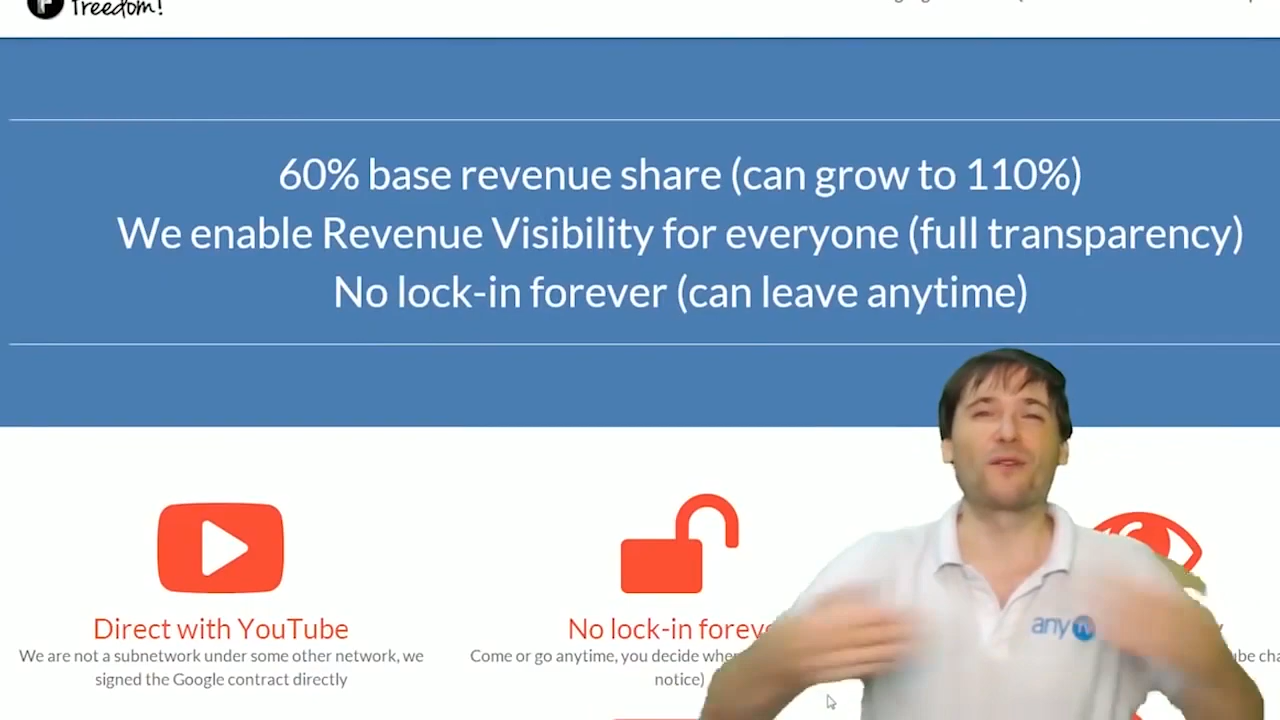 freedom!
60% base revenue share (can grow to 110%)
We enable Revenue Visibility for everyone (full transparency)
No lock-in forever (can leave anytime)
Direct with YouTube
We are not a subnetwork under some other network, we
signed the Google contract directly
No lock-in foreve
Come or go anytime, you decide whe
notice)
any TV